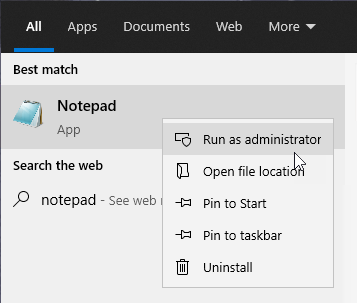 All Apps Documents Web More
Best match
Notepad
App
Run as administrator
Search the web
Open file location
notepad - See web
Pin to Start
Pin to taskbar
Uninstall